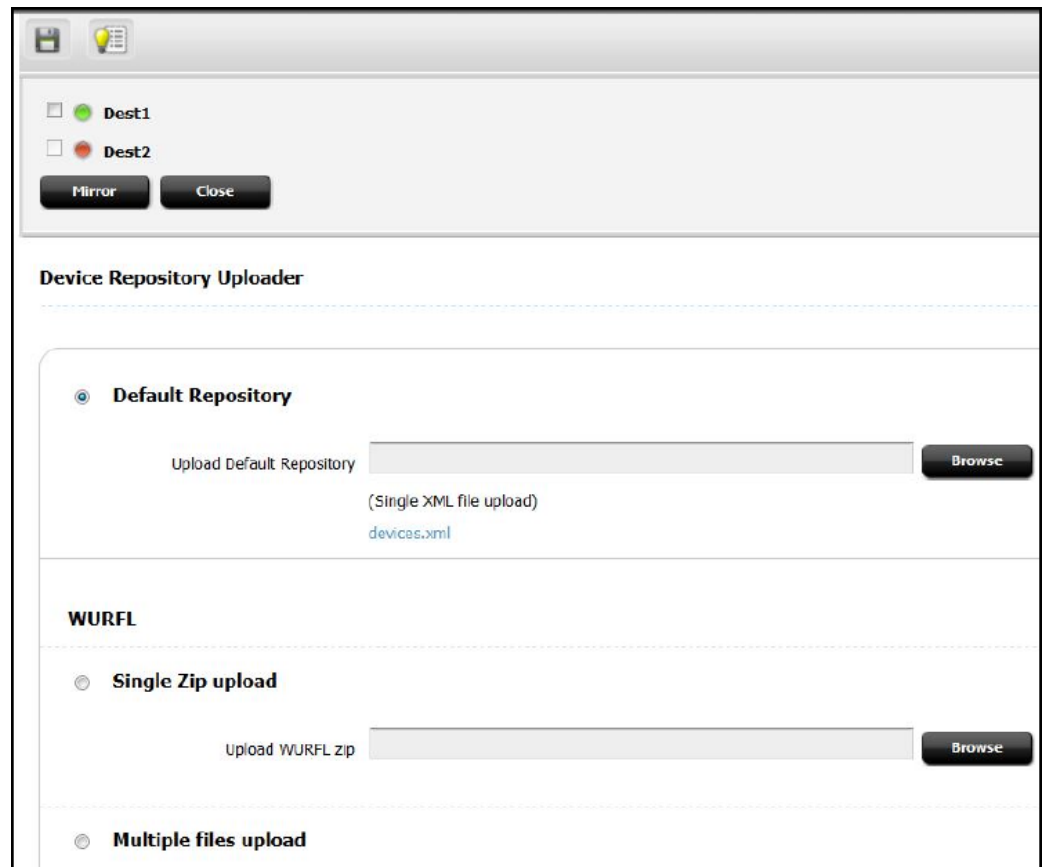 Dest1
Dest2
Mirror Close
Device Repository Uploader
Default Repository
Upload Default Repository Browse
(Single XML file upload)
devices.xml
WURFL
Single Zip upload
Upload WURFL zip Browse
Multiple files upload